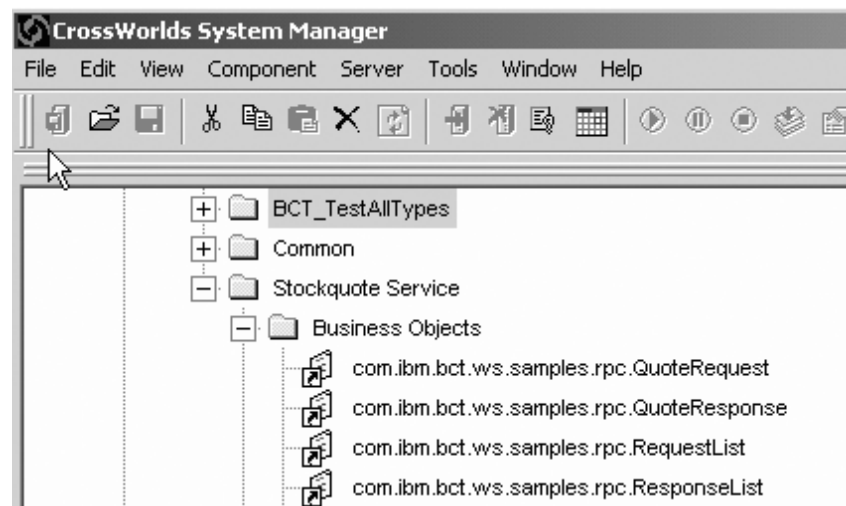 CrossWorlds System Manager
File Edit View Component Server Tools Window Help
BCT_TestAllTypes
Common
Stockquote Service
Business Objects
com.ibm.bct.ws.samples.rpc.QuoteRequest
com.ibm.bct.ws.samples.rpc.QuoteResponse
com.ibm.bct.ws.samples.rpc.RequestList
com.ibm.bct.ws.samples.rpc.ResponseList